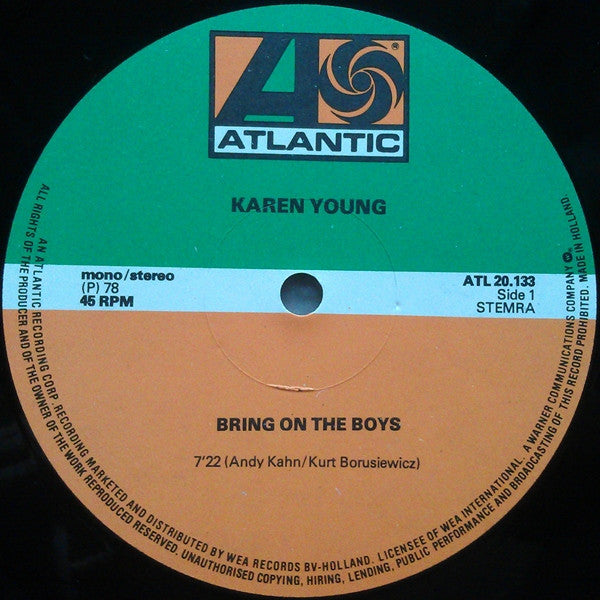 ®
ATLANTIC
KAREN YOUNG
mono/stereo
(P) 78
45 RPM
ATL 20.133
Side 1
STEMRA
BRING ON THE BOYS
7'22 (Andy Kahn/Kurt Borusiewicz)
ALL RIGHTS OF THE PRODUCER AND OF THE OWNER OF THE WORK REPRODUCED RESERVED. UNAUTHORISED COPYING, HIRING, LENDING, PUBLIC PERFORMANCE AND BROADCASTING OF THIS RECORD PROHIBITED. MADE IN HOLLAND.
AN ATLANTIC RECORDING CORP. RECORDING MARKETED AND DISTRIBUTED BY WEA RECORDS BV-HOLLAND. LICENSEE OF WEA INTERNATIONAL. A WARNER COMMUNICATIONS COMPANY